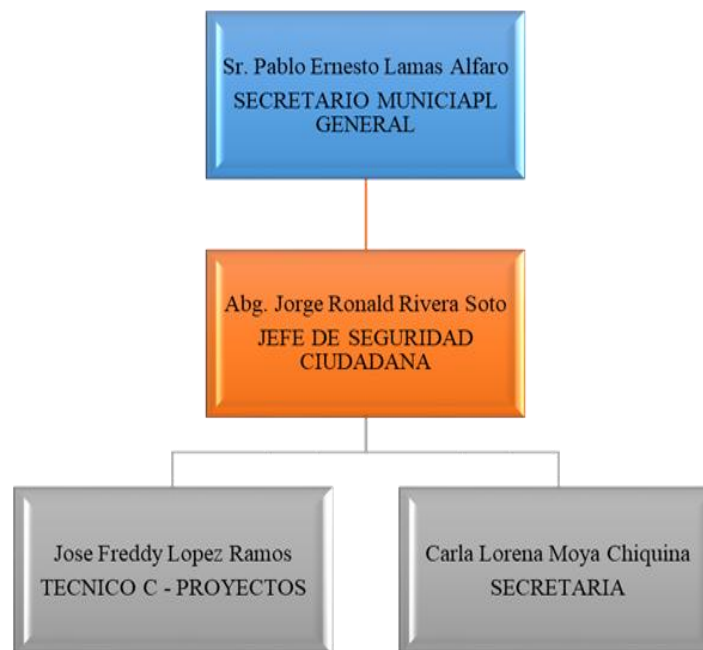 Sr. Pablo Ernesto Lamas Alfaro
SECRETARIO MUNICIAPL
GENERAL
Abg. Jorge Ronald Rivera Soto
JEFE DE SEGURIDAD
CIUDADANA
Jose Freddy Lopez Ramos
TECNICO C - PROYECTOS
Carla Lorena Moya Chiquina
SECRETARIA